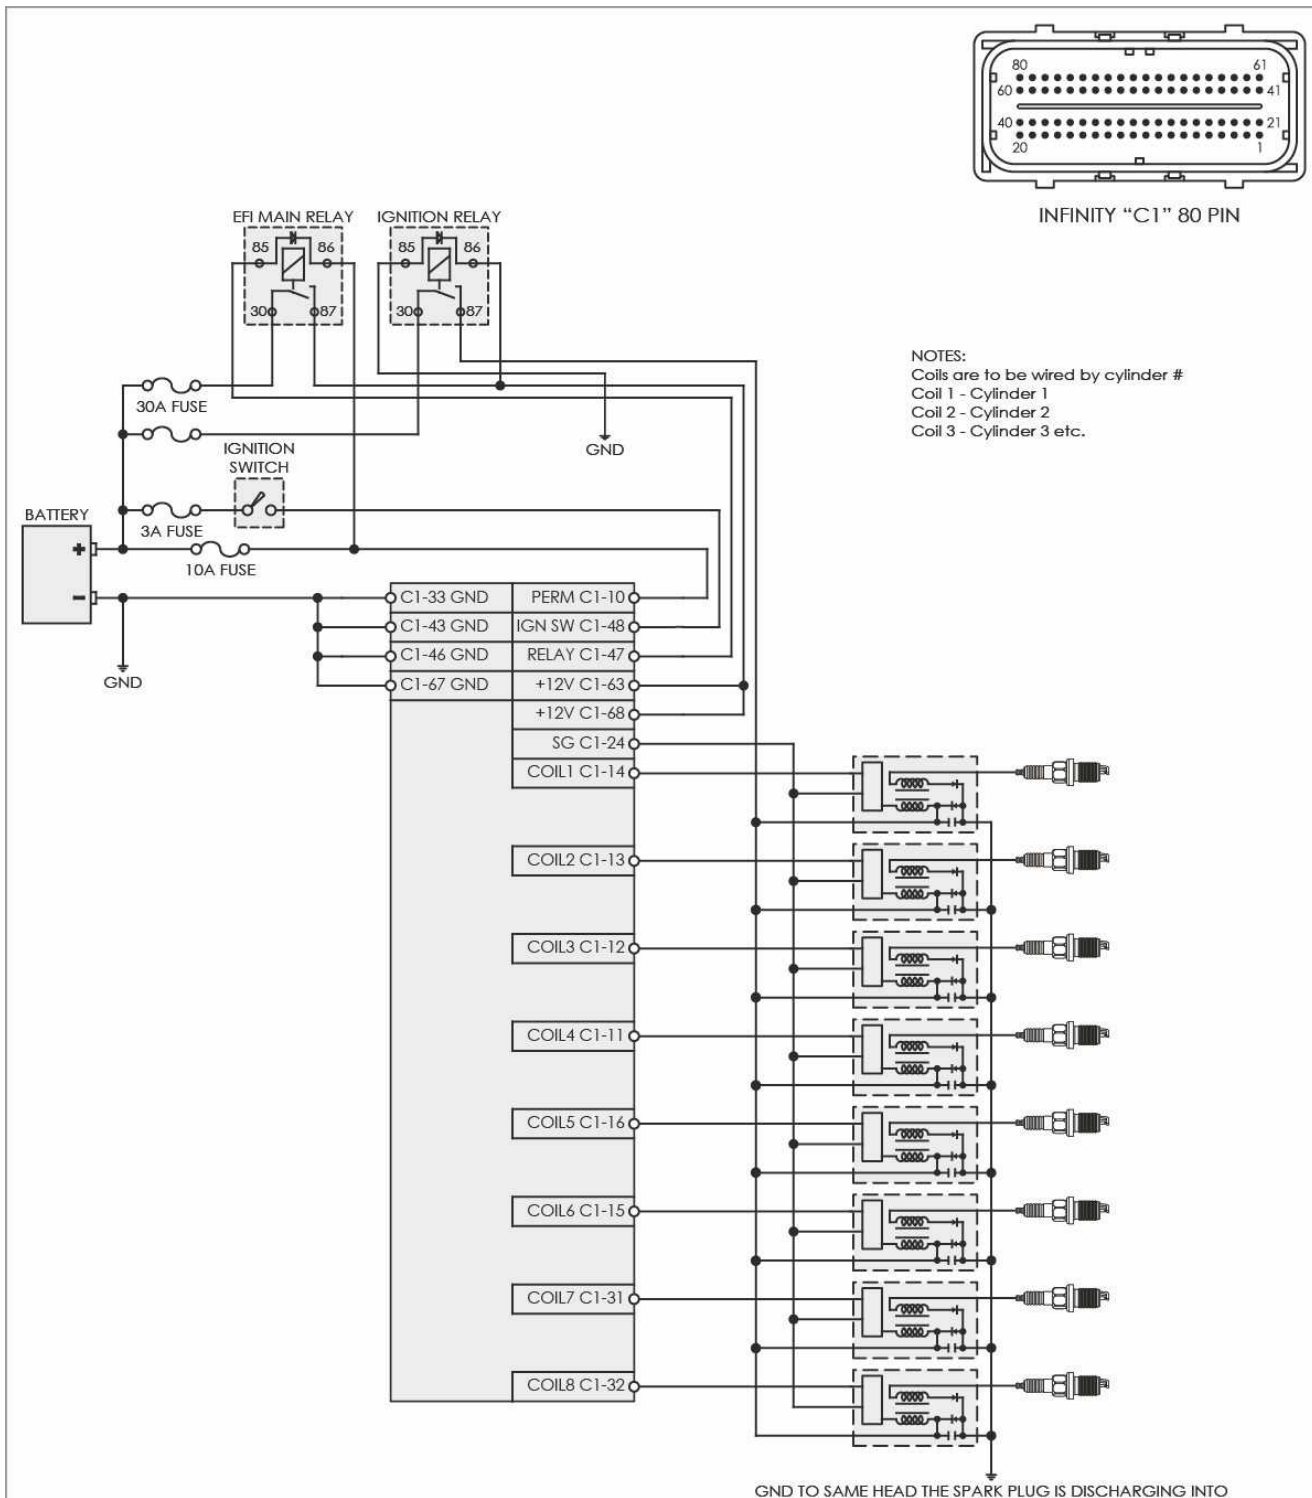 80 61
60 41
40 21
20 1
INFINITY “C1” 80 PIN
EFI MAIN RELAY
IGNITION RELAY
85 86
30 87
85 86
30 87
NOTES:
Coils are to be wired by cylinder #
Coil 1 - Cylinder 1
Coil 2 - Cylinder 2
Coil 3 - Cylinder 3 etc.
30A FUSE
GND
IGNITION
SWITCH
3A FUSE
BATTERY
+
-
10A FUSE
GND
C1-33 GND
C1-43 GND
C1-46 GND
C1-67 GND
PERM C1-10
IGN SW C1-48
RELAY C1-47
+12V C1-63
+12V C1-68
SG C1-24
COIL1 C1-14
COIL2 C1-13
COIL3 C1-12
COIL4 C1-11
COIL5 C1-16
COIL6 C1-15
COIL7 C1-31
COIL8 C1-32
GND TO SAME HEAD THE SPARK PLUG IS DISCHARGING INTO